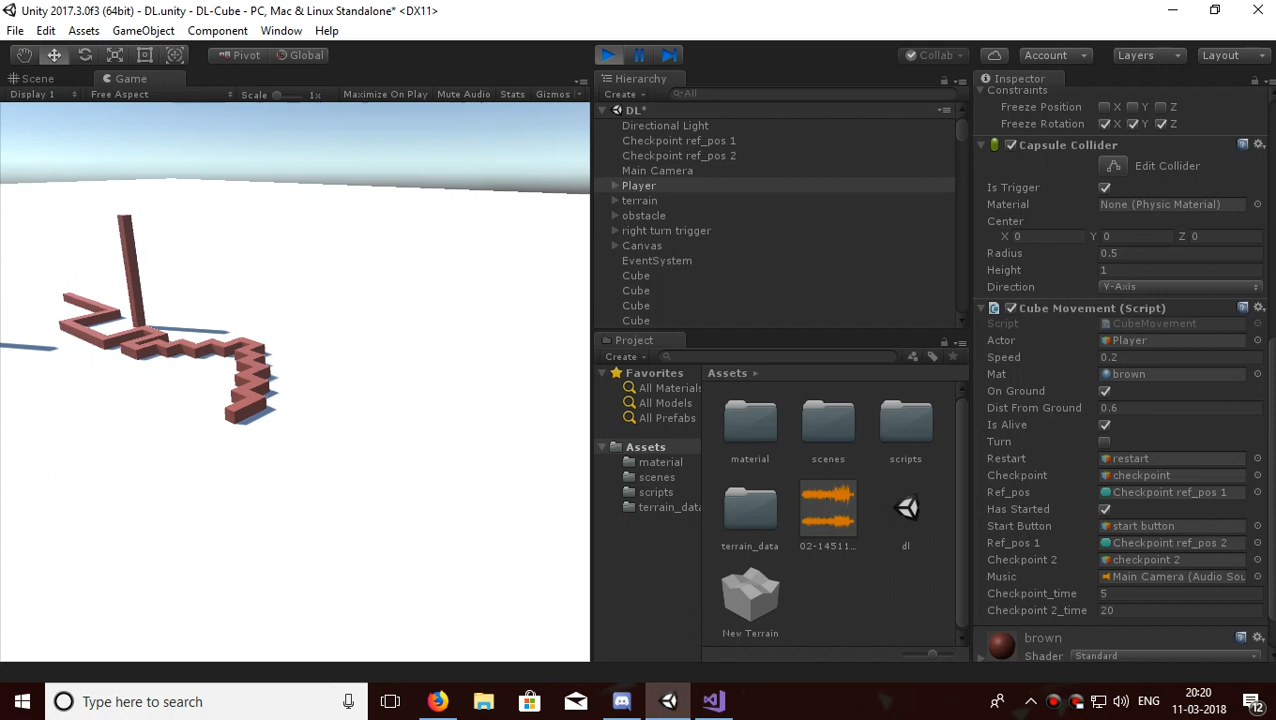 Unity 2017.3.0f3 (64bit) - DL.unity - DL-Cube - PC, Mac & Linux Standalone* <DX11>
File Edit Assets GameObject Component Window Help
Pivot Global Collab Account Layers Layout
Scene Game
Display 1 Free Aspect Scale 1x Maximize On Play Mute Audio Stats Gizmos
Hierarchy
Create All
DL*
Directional Light
Checkpoint ref_pos 1
Checkpoint ref_pos 2
Main Camera
Player
terrain
obstacle
right turn trigger
Canvas
EventSystem
Cube
Cube
Cube
Cube
Project
Create
Favorites
All Materials
All Models
All Prefabs
Assets
material
scenes
scripts
terrain_data
Assets
material scenes scripts
terrain_data 02-14511... dl
New Terrain
Inspector
Constraints
Freeze Position X Y Z
Freeze Rotation X Y Z
Capsule Collider
Edit Collider
Is Trigger
Material None (Physic Material)
Center
X 0 Y 0 Z 0
Radius 0.5
Height 1
Direction Y-Axis
Cube Movement (Script)
Script CubeMovement
Actor Player
Speed 0.2
Mat brown
On Ground
Dist From Ground 0.6
Is Alive
Turn
Restart restart
Checkpoint checkpoint
Ref_pos Checkpoint ref_pos 1
Has Started
Start Button start button
Ref_pos 1 Checkpoint ref_pos 2
Checkpoint 2 checkpoint 2
Music Main Camera (Audio Sou
Checkpoint_time 5
Checkpoint 2_time 20
brown
Shader Standard
Type here to search
ENG
20:20
11-03-2018
12